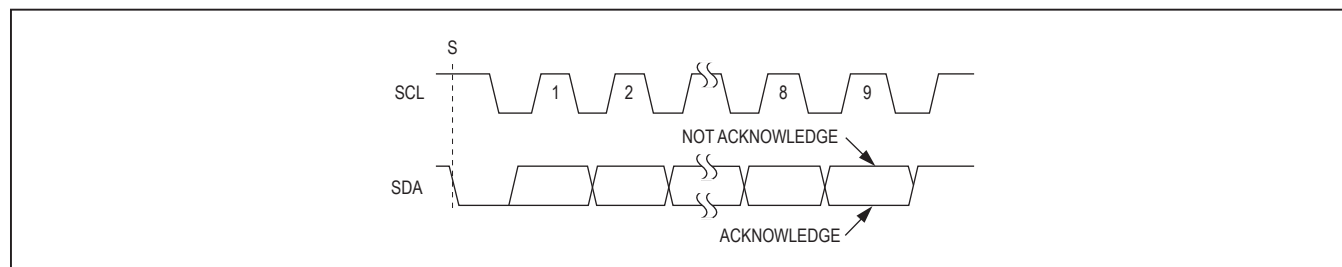 S
SCL 1 2 8 9
NOT ACKNOWLEDGE
SDA
ACKNOWLEDGE